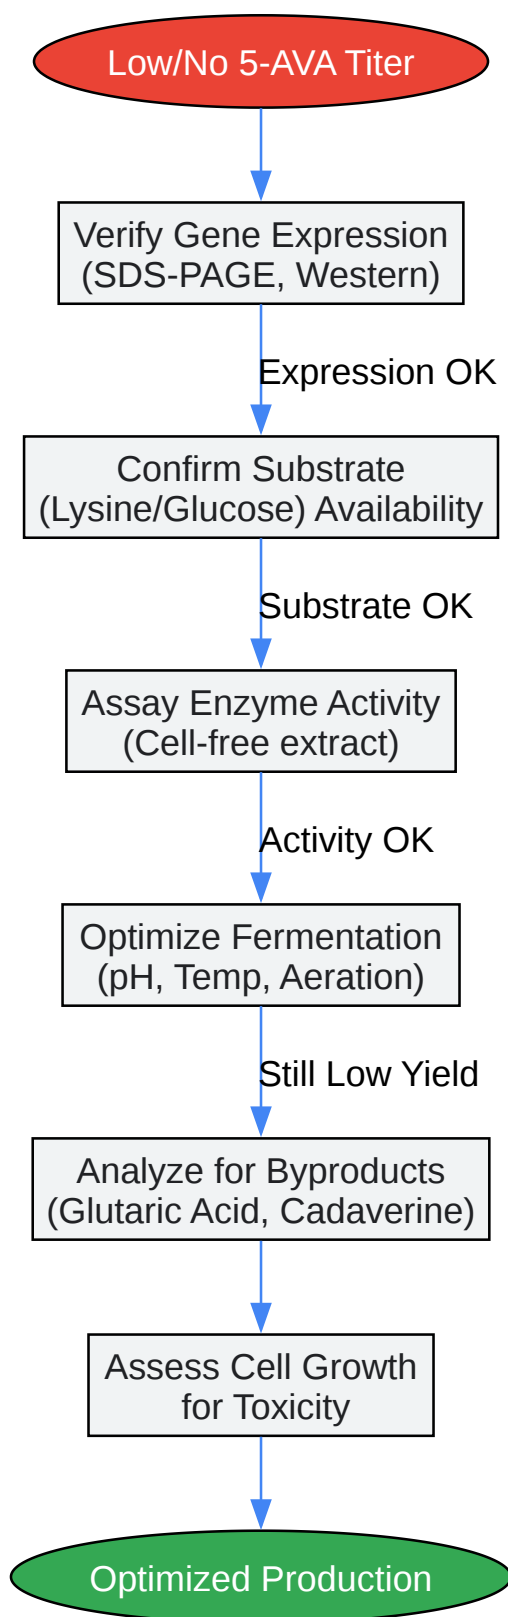 Low/No 5-AVA Titer
Verify Gene Expression
(SDS-PAGE, Western)
Expression OK
Confirm Substrate
(Lysine/Glucose) Availability
Substrate OK
Assay Enzyme Activity
(Cell-free extract)
Activity OK
Optimize Fermentation
(pH, Temp, Aeration)
Still Low Yield
Analyze for Byproducts
(Glutaric Acid, Cadaverine)
Assess Cell Growth
for Toxicity
Optimized Production